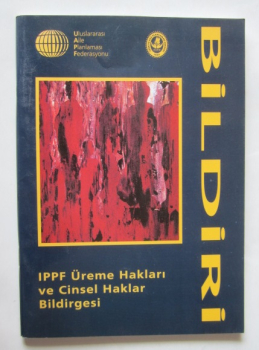 Uluslararası
Aile
Planlaması
Federasyonu
BİLDİRİ
IPPF Üreme Hakları
ve Cinsel Haklar
Bildirgesi